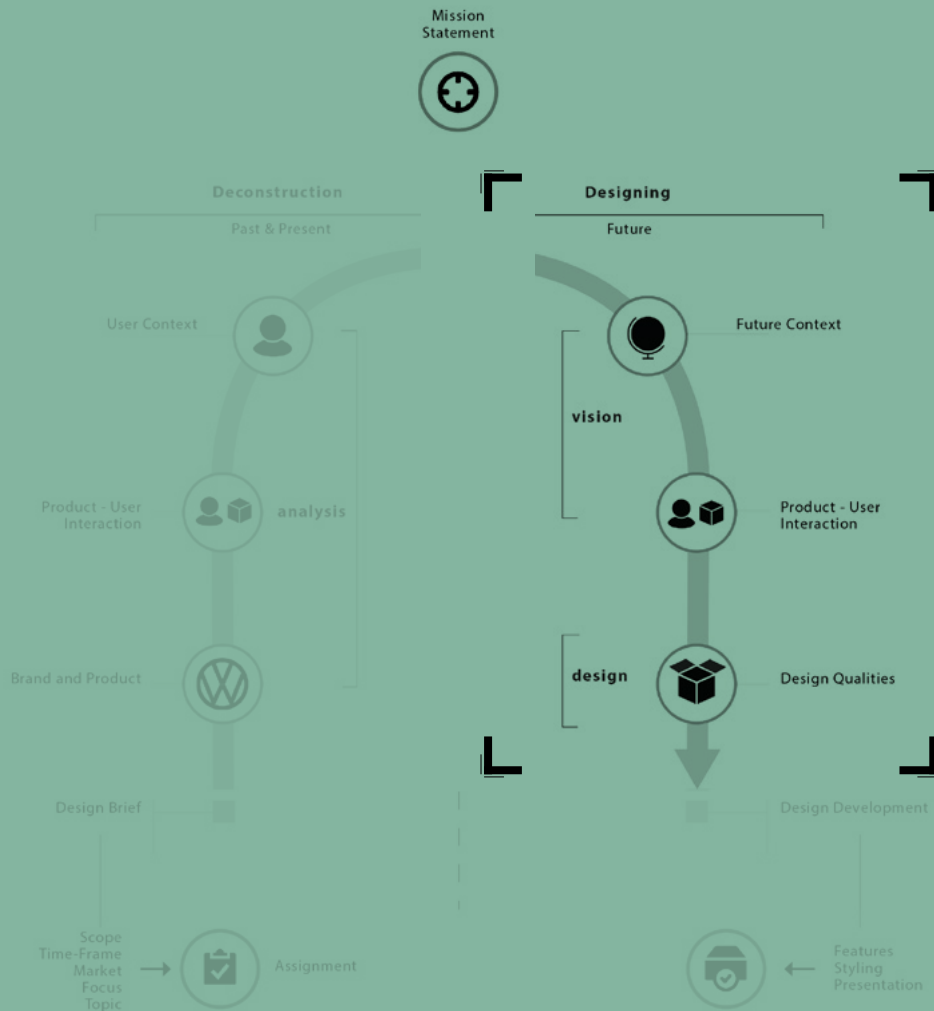 Mission
Statement
Deconstruction
Designing
Past & Present
Future
User Context
Future Context
vision
Product - User
Interaction
analysis
Product - User
Interaction
Brand and Product
design
Design Qualities
Design Brief
Design Development
Scope
Time-Frame
Market
Focus
Topic
Assignment
Features
Styling
Presentation